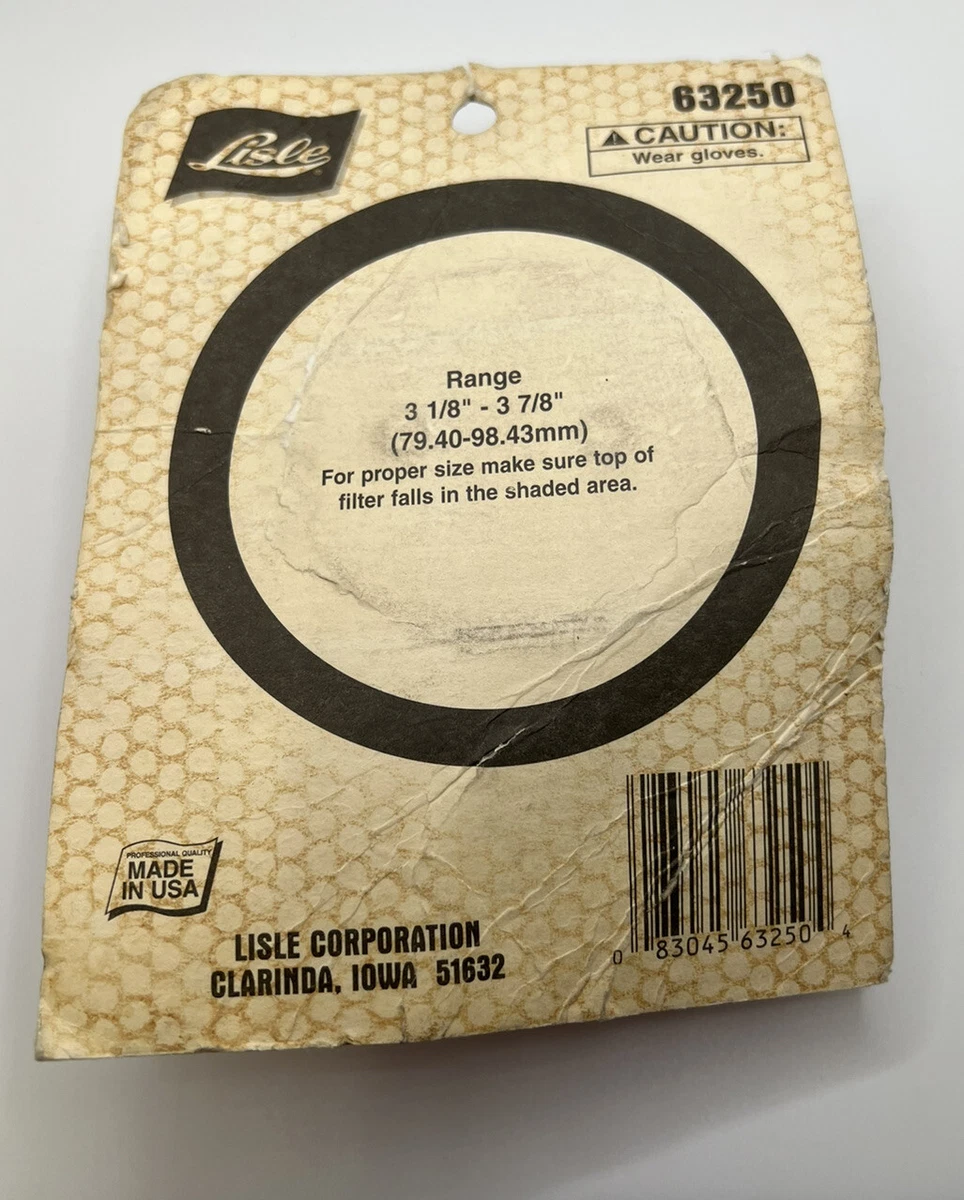 Lisle
63250
CAUTION:
Wear gloves.
Range
3 1/8" - 3 7/8"
(79.40-98.43mm)
For proper size make sure top of
filter falls in the shaded area.
PROFESSIONAL QUALITY
MADE
IN USA
LISLE CORPORATION
CLARINDA, IOWA 51632
0 83045 63250 4